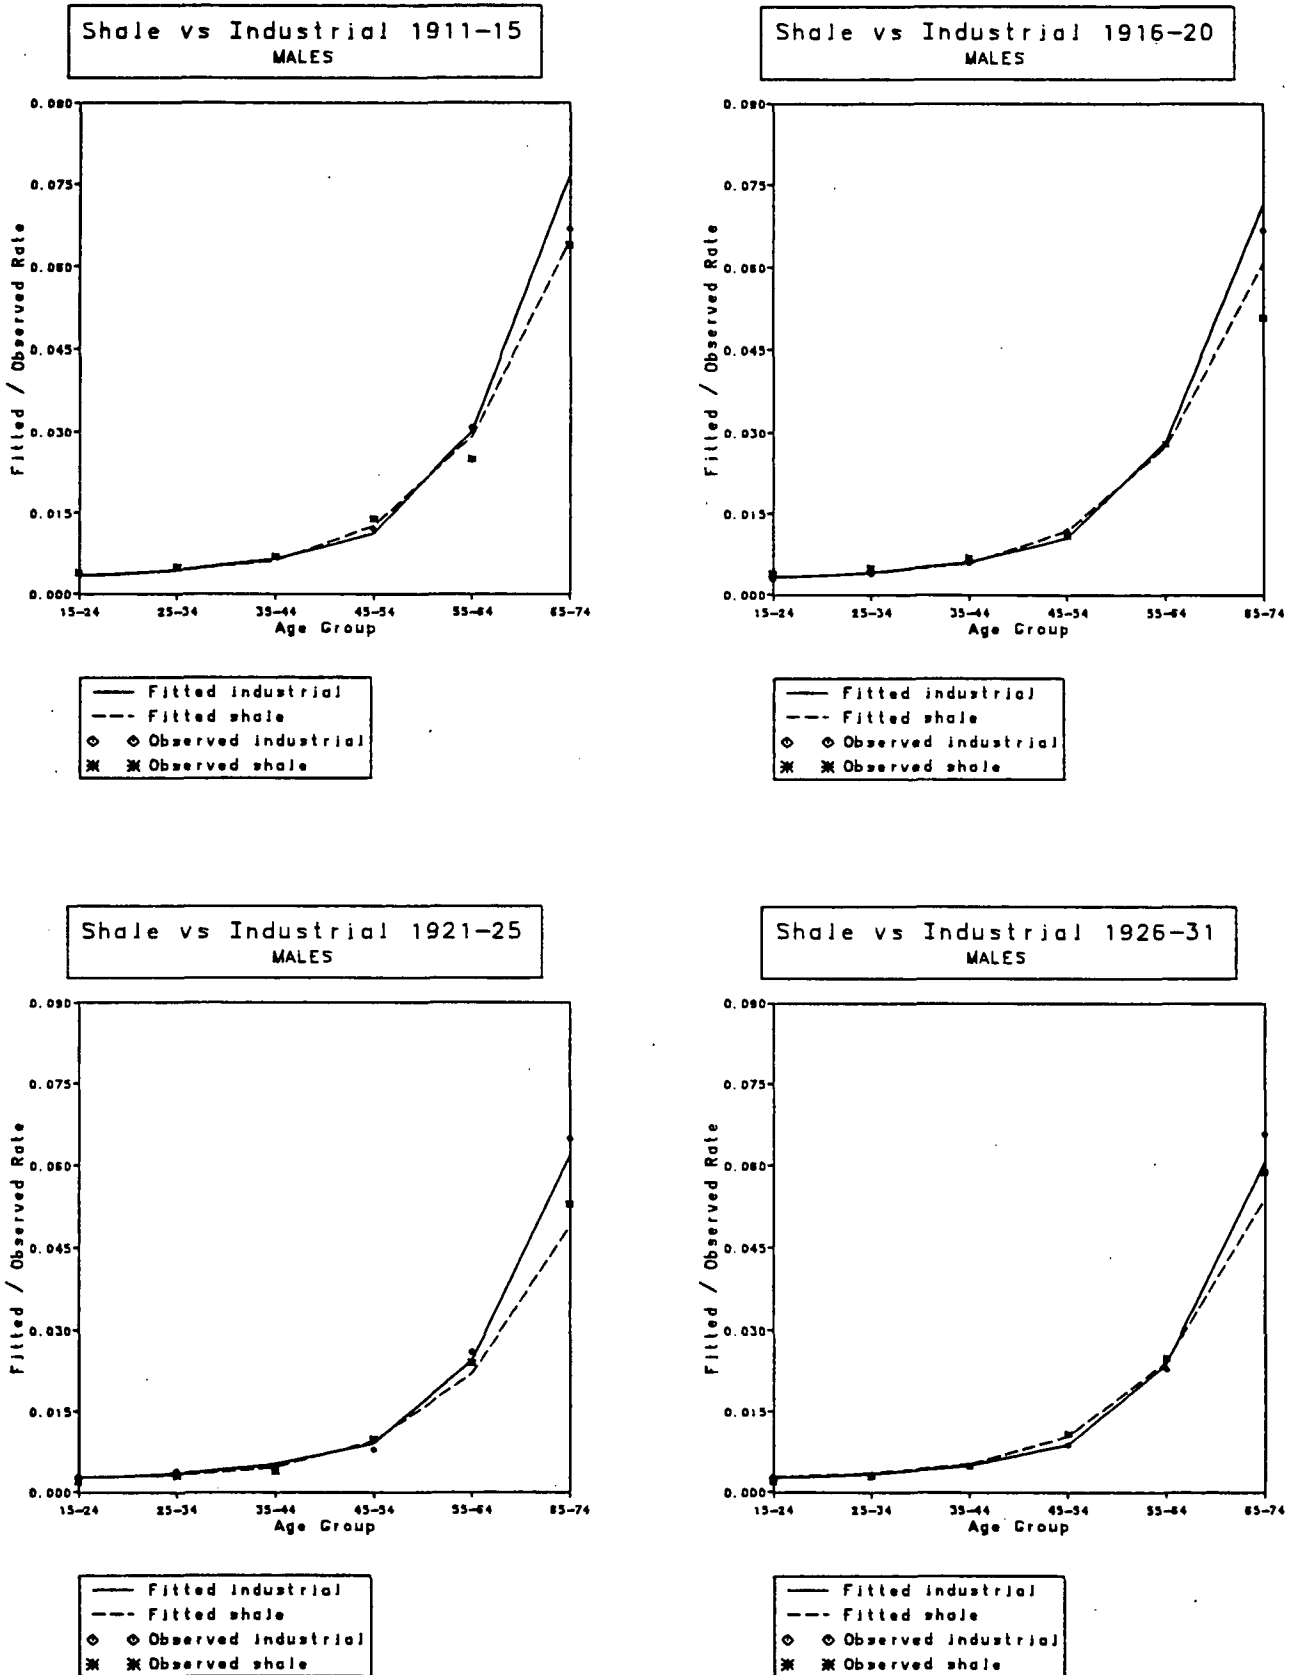 Shale vs Industrial 1911-15
MALES
0.090
0.075
0.060
0.045
0.030
0.015
0.000
Fitted / Observed Rate
15-24 25-34 35-44 45-54 55-64 65-74
Age Group
Fitted industrial
Fitted shale
Observed industrial
Observed shale
Shale vs Industrial 1916-20
MALES
0.090
0.075
0.060
0.045
0.030
0.015
0.000
Fitted / Observed Rate
15-24 25-34 35-44 45-54 55-64 65-74
Age Group
Fitted industrial
Fitted shale
Observed industrial
Observed shale
Shale vs Industrial 1921-25
MALES
0.090
0.075
0.060
0.045
0.030
0.015
0.000
Fitted / Observed Rate
15-24 25-34 35-44 45-54 55-64 65-74
Age Group
Fitted industrial
Fitted shale
Observed industrial
Observed shale
Shale vs Industrial 1926-31
MALES
0.090
0.075
0.060
0.045
0.030
0.015
0.000
Fitted / Observed Rate
15-24 25-34 35-44 45-54 55-64 65-74
Age Group
Fitted industrial
Fitted shale
Observed industrial
Observed shale